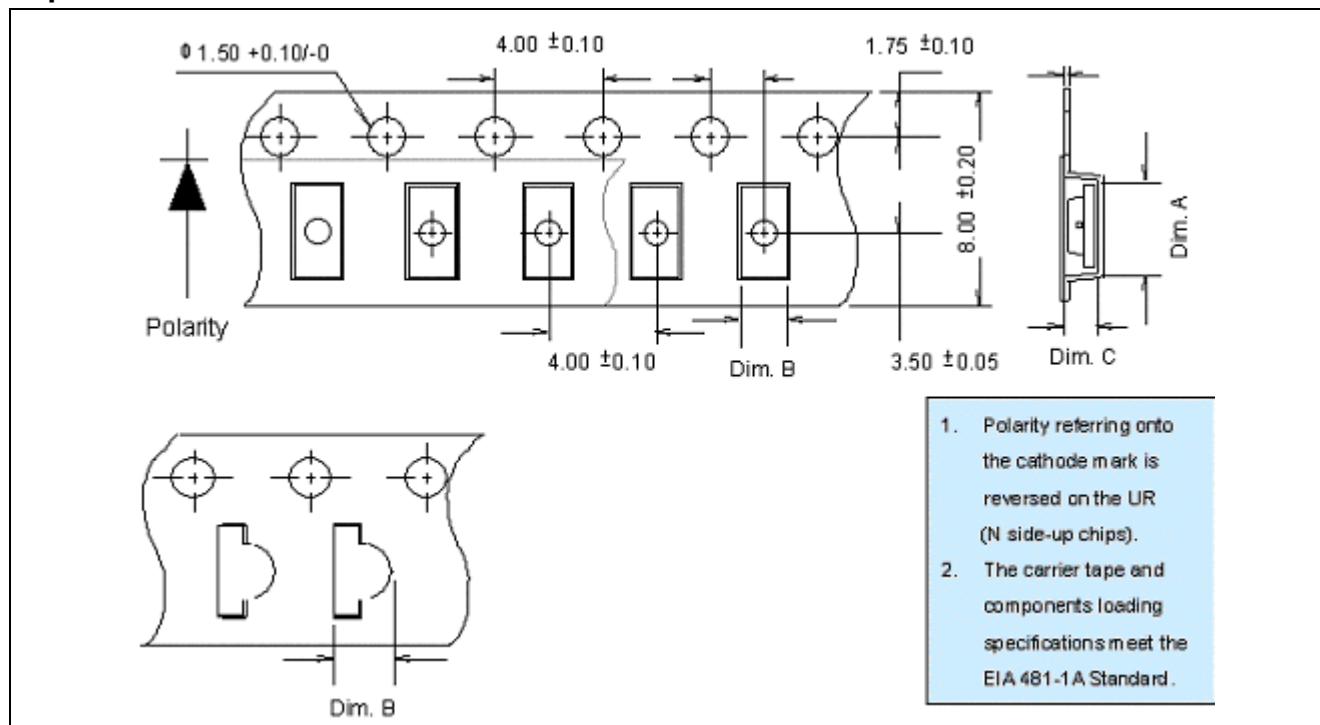 Φ 1.50 +0.10/-0
4.00 ±0.10
1.75 ±0.10
8.00 ±0.20
Dim. A
Polarity
4.00 ±0.10
Dim. B
3.50 ±0.05
Dim. C
1. Polarity referring onto
the cathode mark is
reversed on the UR
(N side-up chips).
2. The carrier tape and
components loading
specifications meet the
EIA 481-1A Standard.
Dim. B